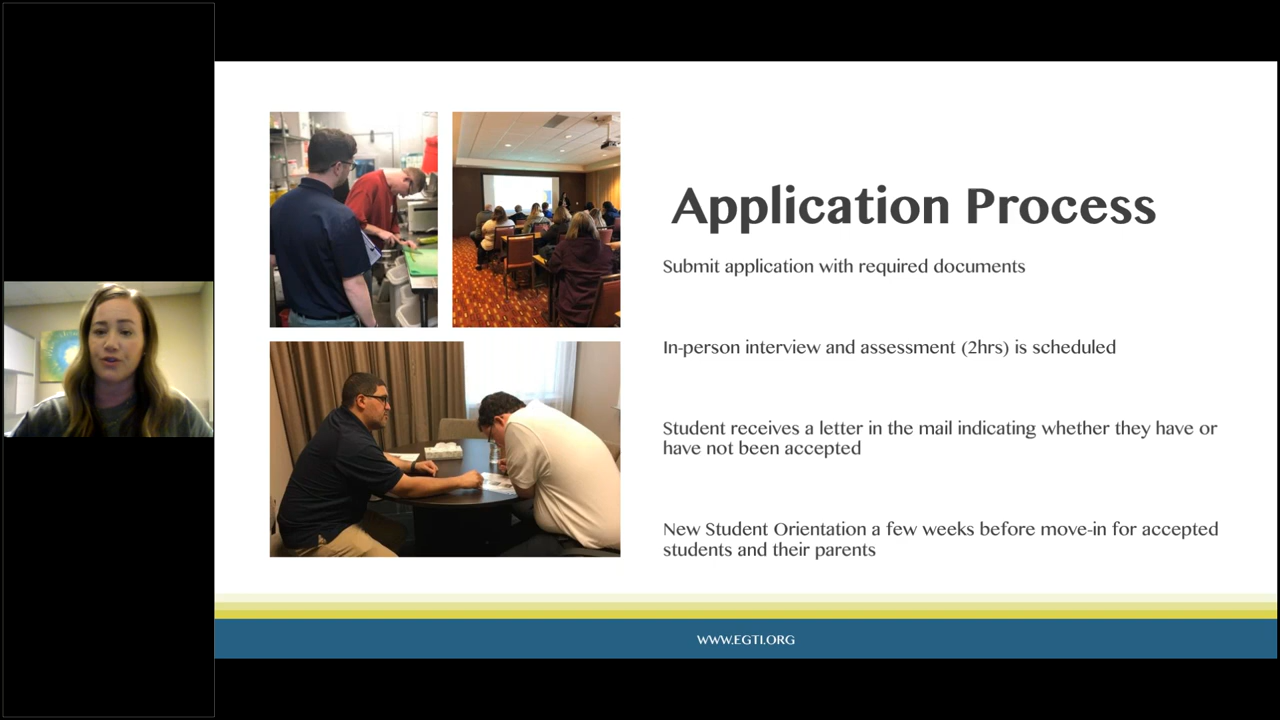 Application Process
Submit application with required documents
In-person interview and assessment (2hrs) is scheduled
Student receives a letter in the mail indicating whether they have or
have not been accepted
New Student Orientation a few weeks before move-in for accepted
students and their parents
WWW.EGTI.ORG